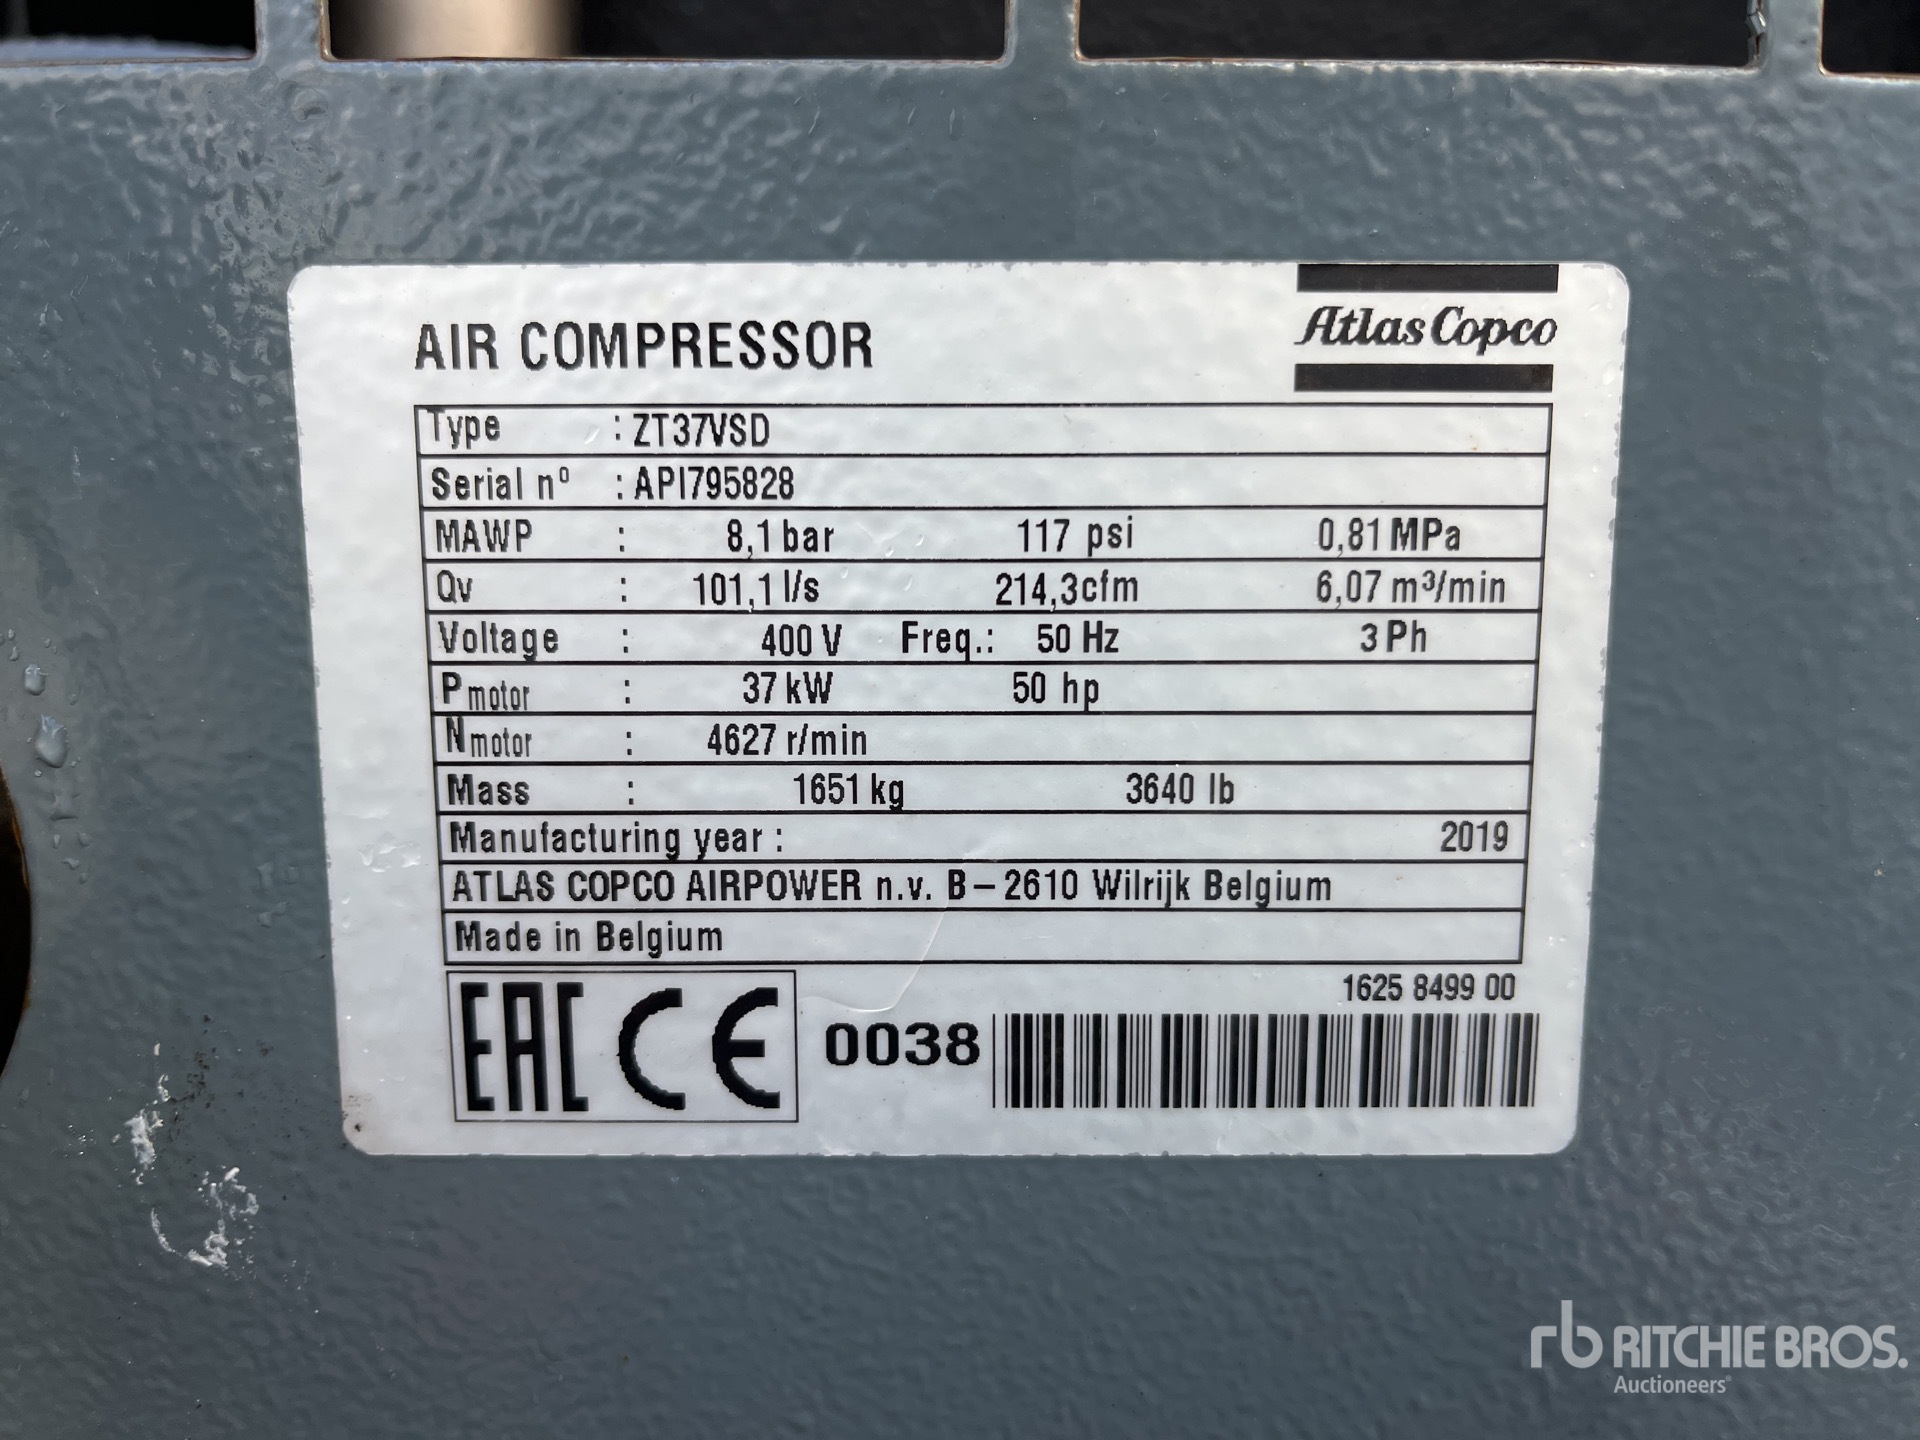 Atlas Copco
AIR COMPRESSOR
Type : ZT37VSD
Serial nº : API795828
MAWP : 8,1 bar 117 psi 0,81 MPa
Qv : 101,1 l/s 214,3cfm 6,07 m³/min
Voltage : 400 V Freq.: 50 Hz 3 Ph
Pmotor : 37 kW 50 hp
Nmotor : 4627 r/min
Mass : 1651 kg 3640 lb
Manufacturing year : 2019
ATLAS COPCO AIRPOWER n.v. B–2610 Wilrijk Belgium
Made in Belgium
1625 8499 00
EAC CE 0038
rb RITCHIE BROS.
Auctioneers